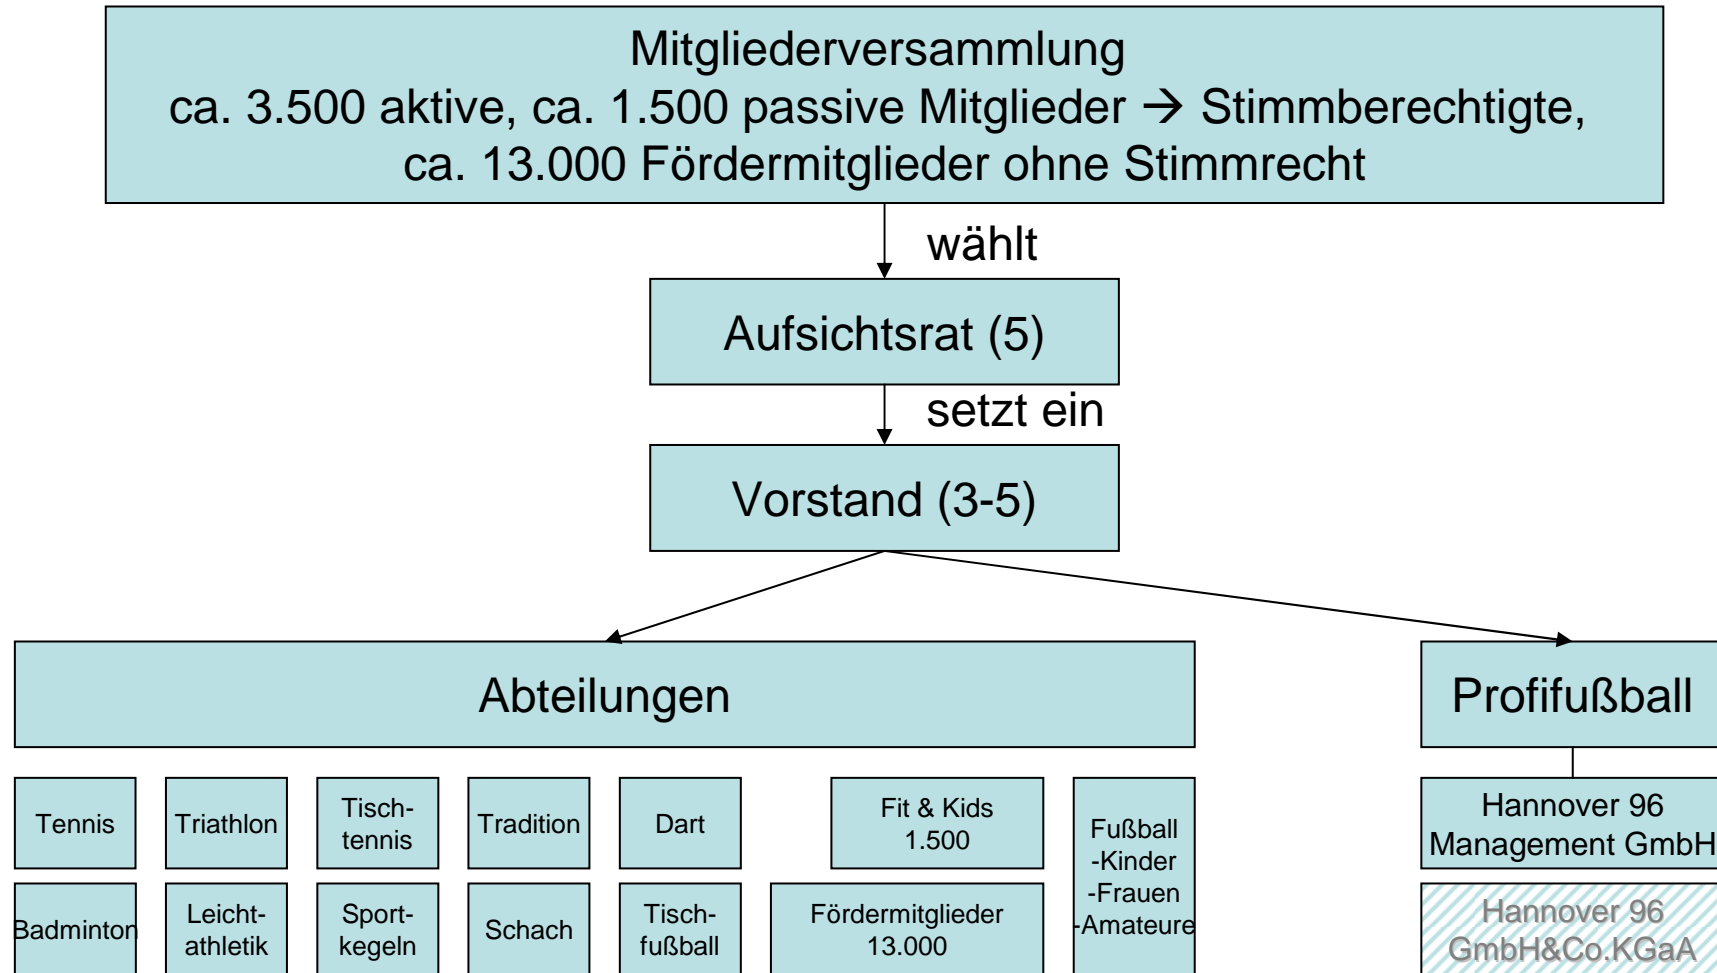 Mitgliederversammlung
ca. 3.500 aktive, ca. 1.500 passive Mitglieder → Stimmberechtigte,
ca. 13.000 Fördermitglieder ohne Stimmrecht
wählt
Aufsichtsrat (5)
setzt ein
Vorstand (3-5)
Abteilungen
Profifußball
Tennis
Triathlon
Tisch-
tennis
Tradition
Dart
Fit & Kids
1.500
Fußball
-Kinder
-Frauen
-Amateure
Hannover 96
Management GmbH
Badminton
Leicht-
athletik
Sport-
kegeln
Schach
Tisch-
fußball
Fördermitglieder
13.000
Hannover 96
GmbH&Co.KGaA